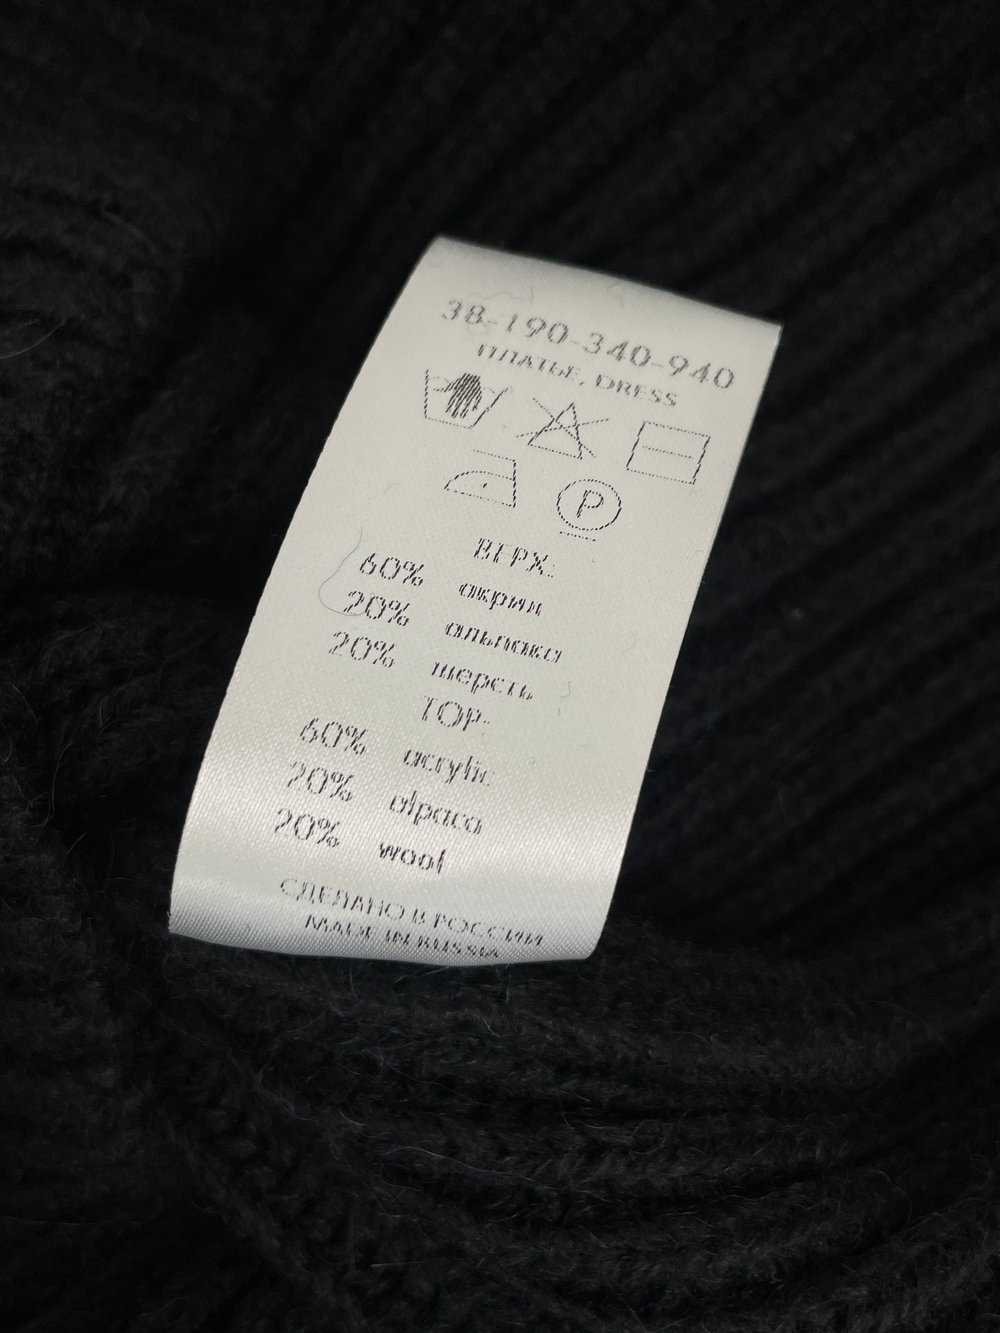 38-190-340-940
ПЛАТЬЕ, DRESS
P
ВЕРХ:
60% акрил
20% альпака
20% шерсть
TOP:
60% acrylic
20% alpaca
20% wool
СДЕЛАНО В РОССИИ
MADE IN RUSSIA